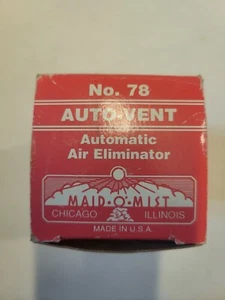 No. 78
AUTO-VENT
Automatic
Air Eliminator
MAID-O-MIST
CHICAGO ILLINOIS
MADE IN U.S.A.